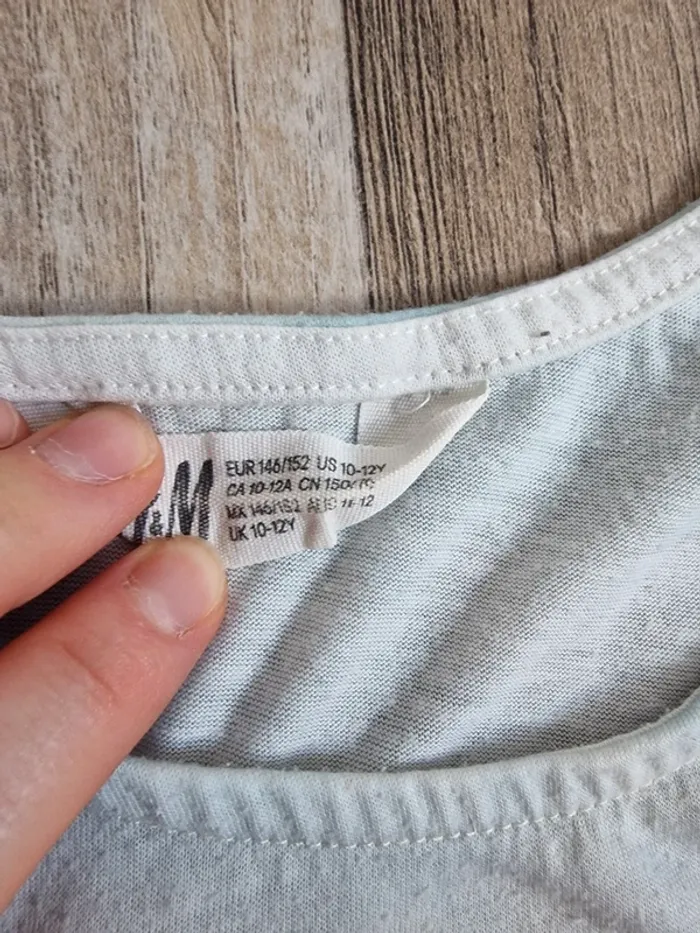 &M
EUR 146/152 US 10-12Y
CA 10-12A CN 150/
MX 146/152
UK 10-12Y